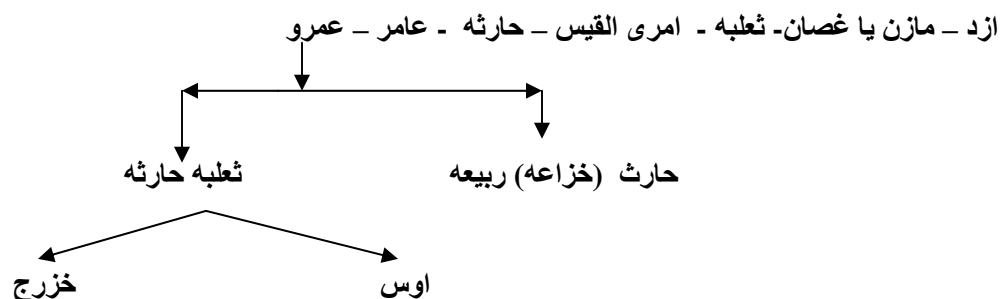 ازد – مازن یا غصان- ثعلبه - امری القیس – حارثه - عامر – عمرو
حارث (خزاعه) ربیعه
ثعلبه حارثه
اوس
خزرج